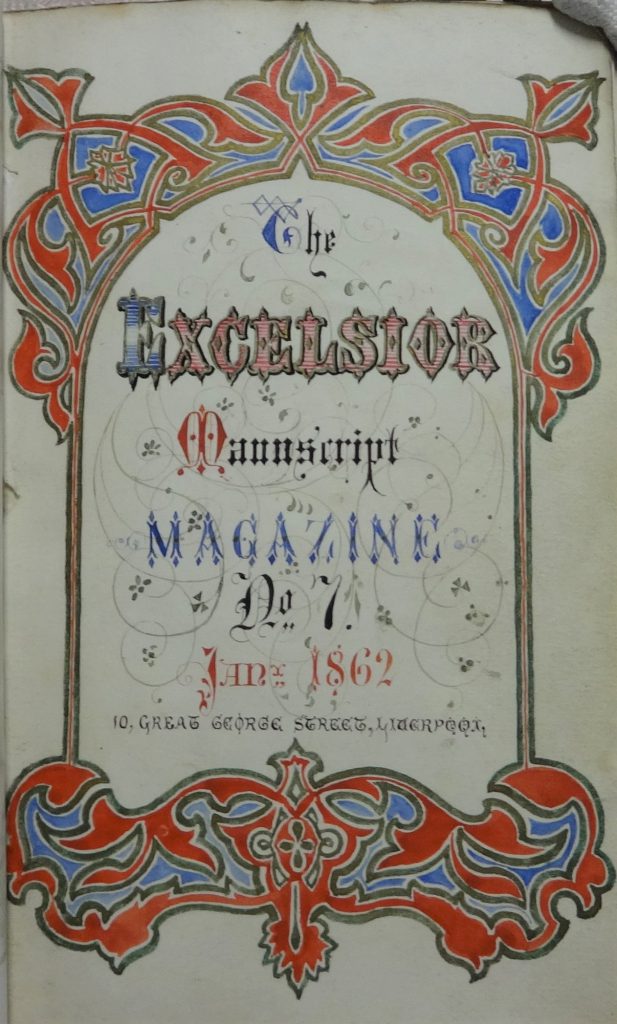 The
EXCELSIOR
Manuscript
MAGAZINE
No. 7.
JANY 1862
10, GREAT GEORGE STREET, LIVERPOOL